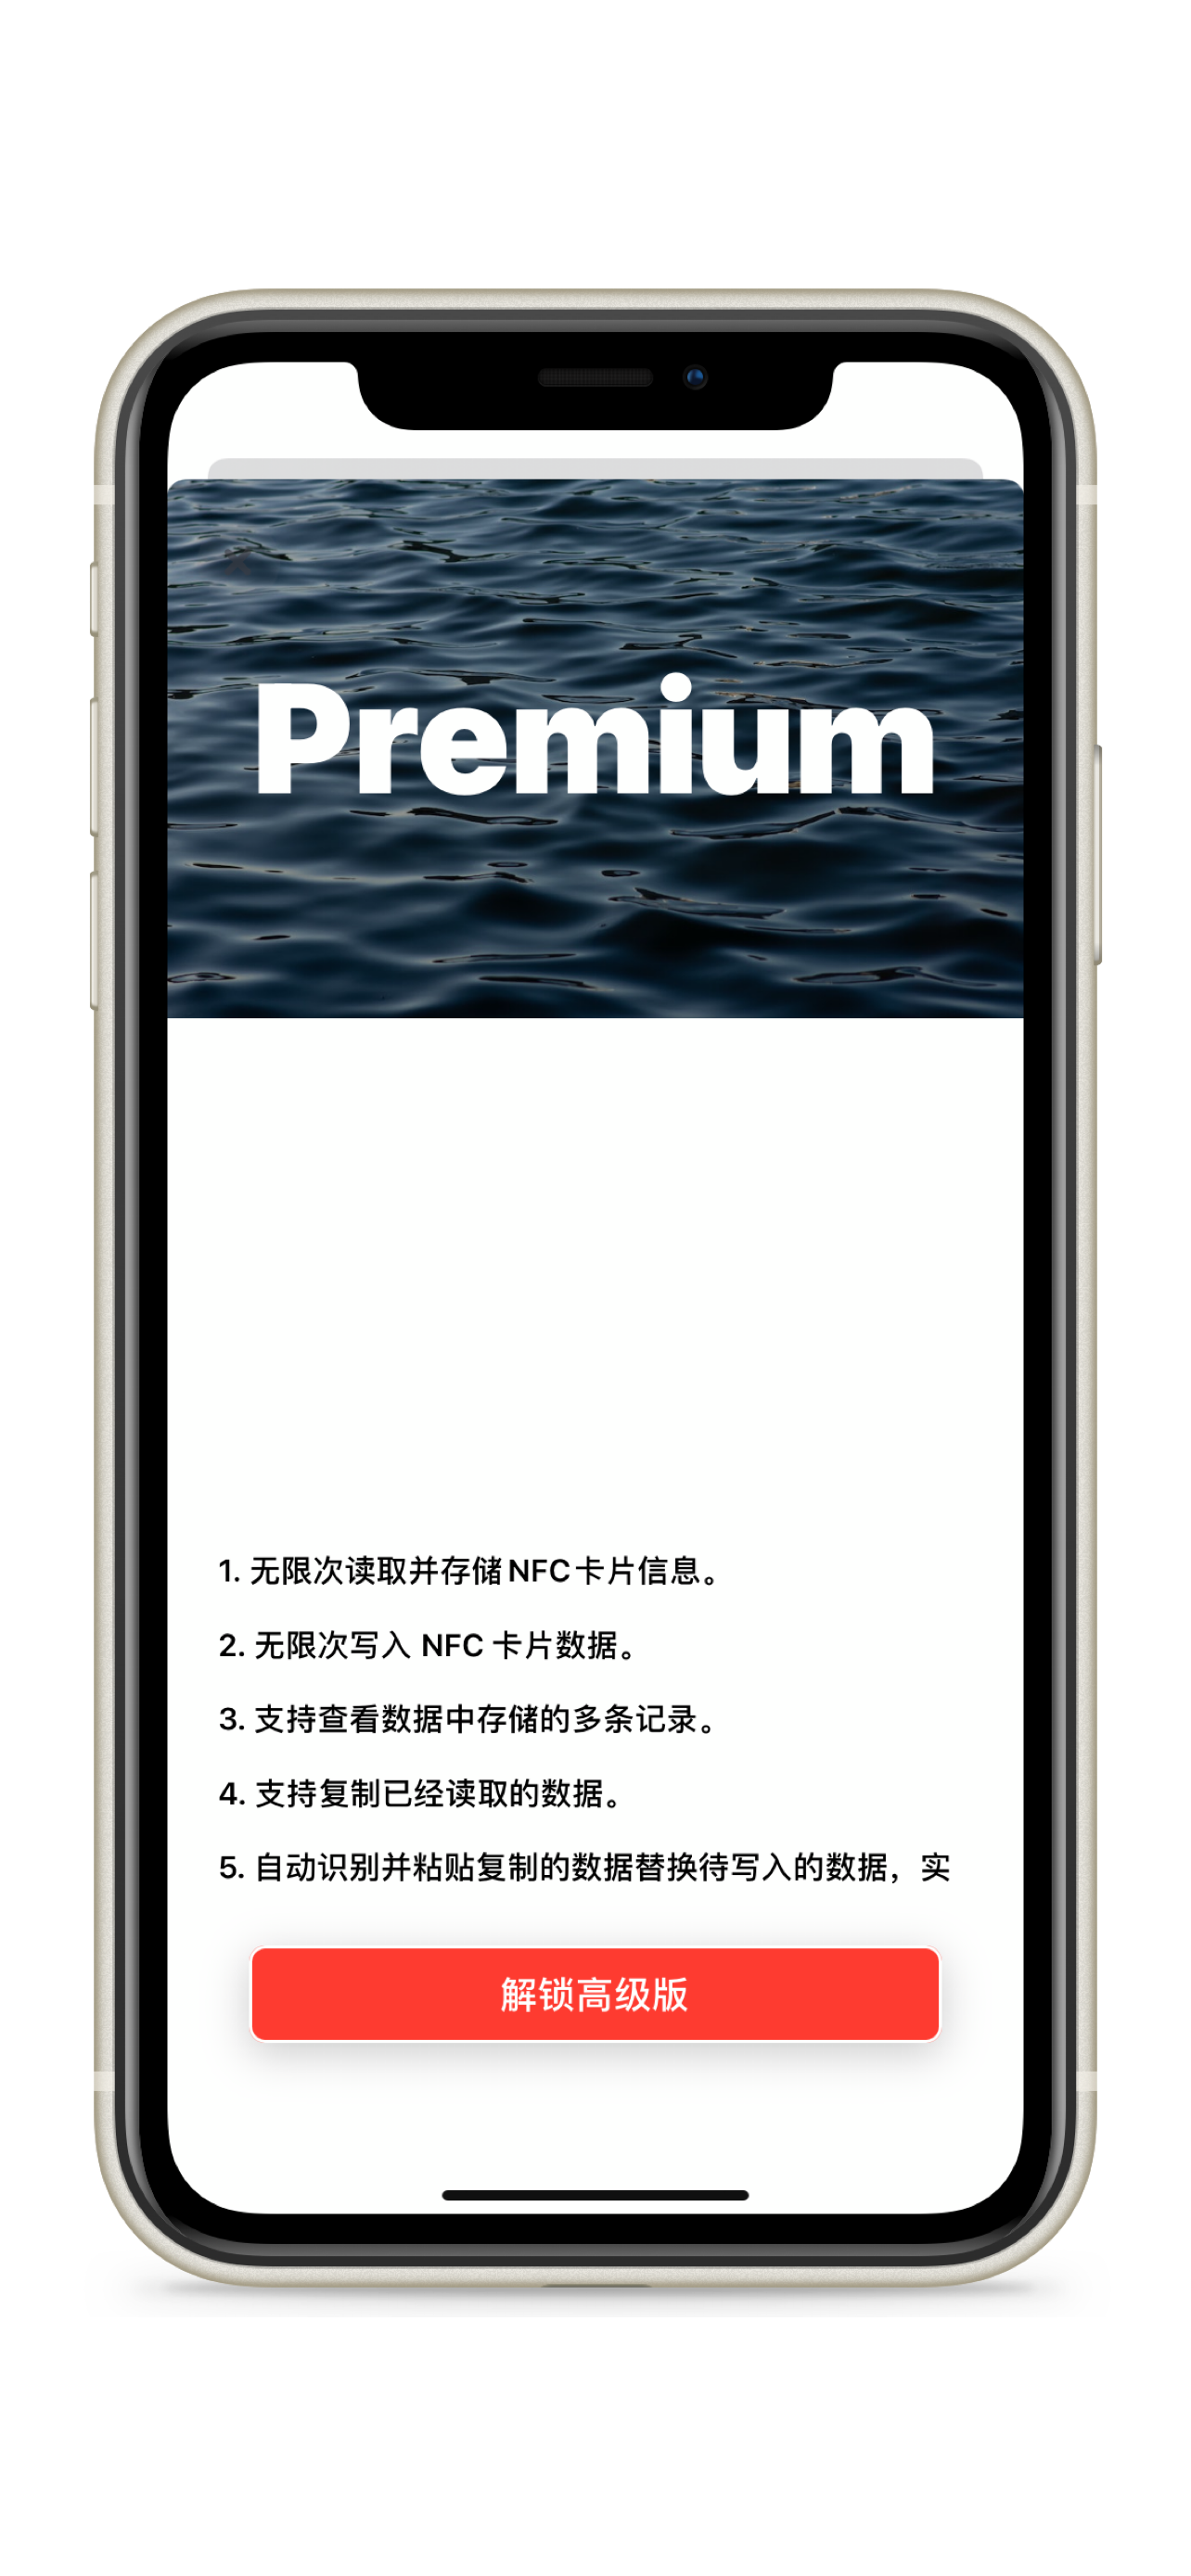 Premium
1. 无限次读取并存储NFC卡片信息。
2. 无限次写入 NFC 卡片数据。
3. 支持查看数据中存储的多条记录。
4. 支持复制已经读取的数据。
5. 自动识别并粘贴复制的数据替换待写入的数据，实
解锁高级版